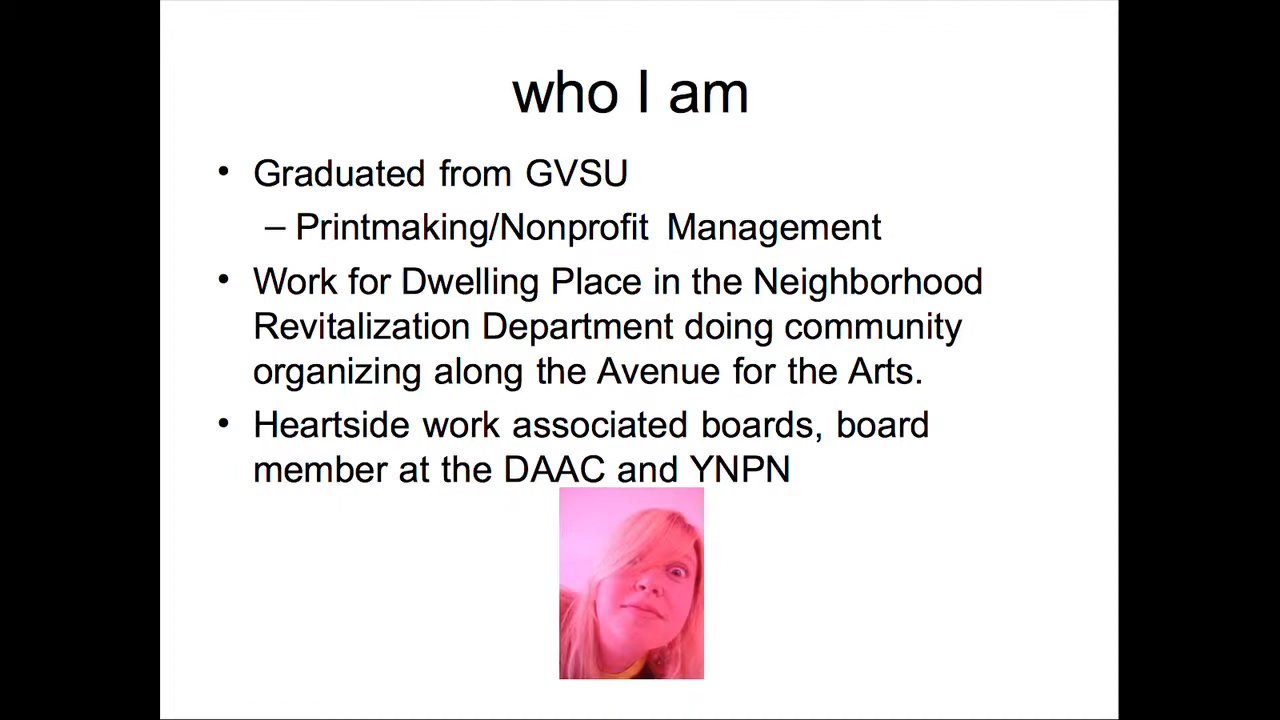 who I am
• Graduated from GVSU
– Printmaking/Nonprofit Management
• Work for Dwelling Place in the Neighborhood
Revitalization Department doing community
organizing along the Avenue for the Arts.
• Heartside work associated boards, board
member at the DAAC and YNPN